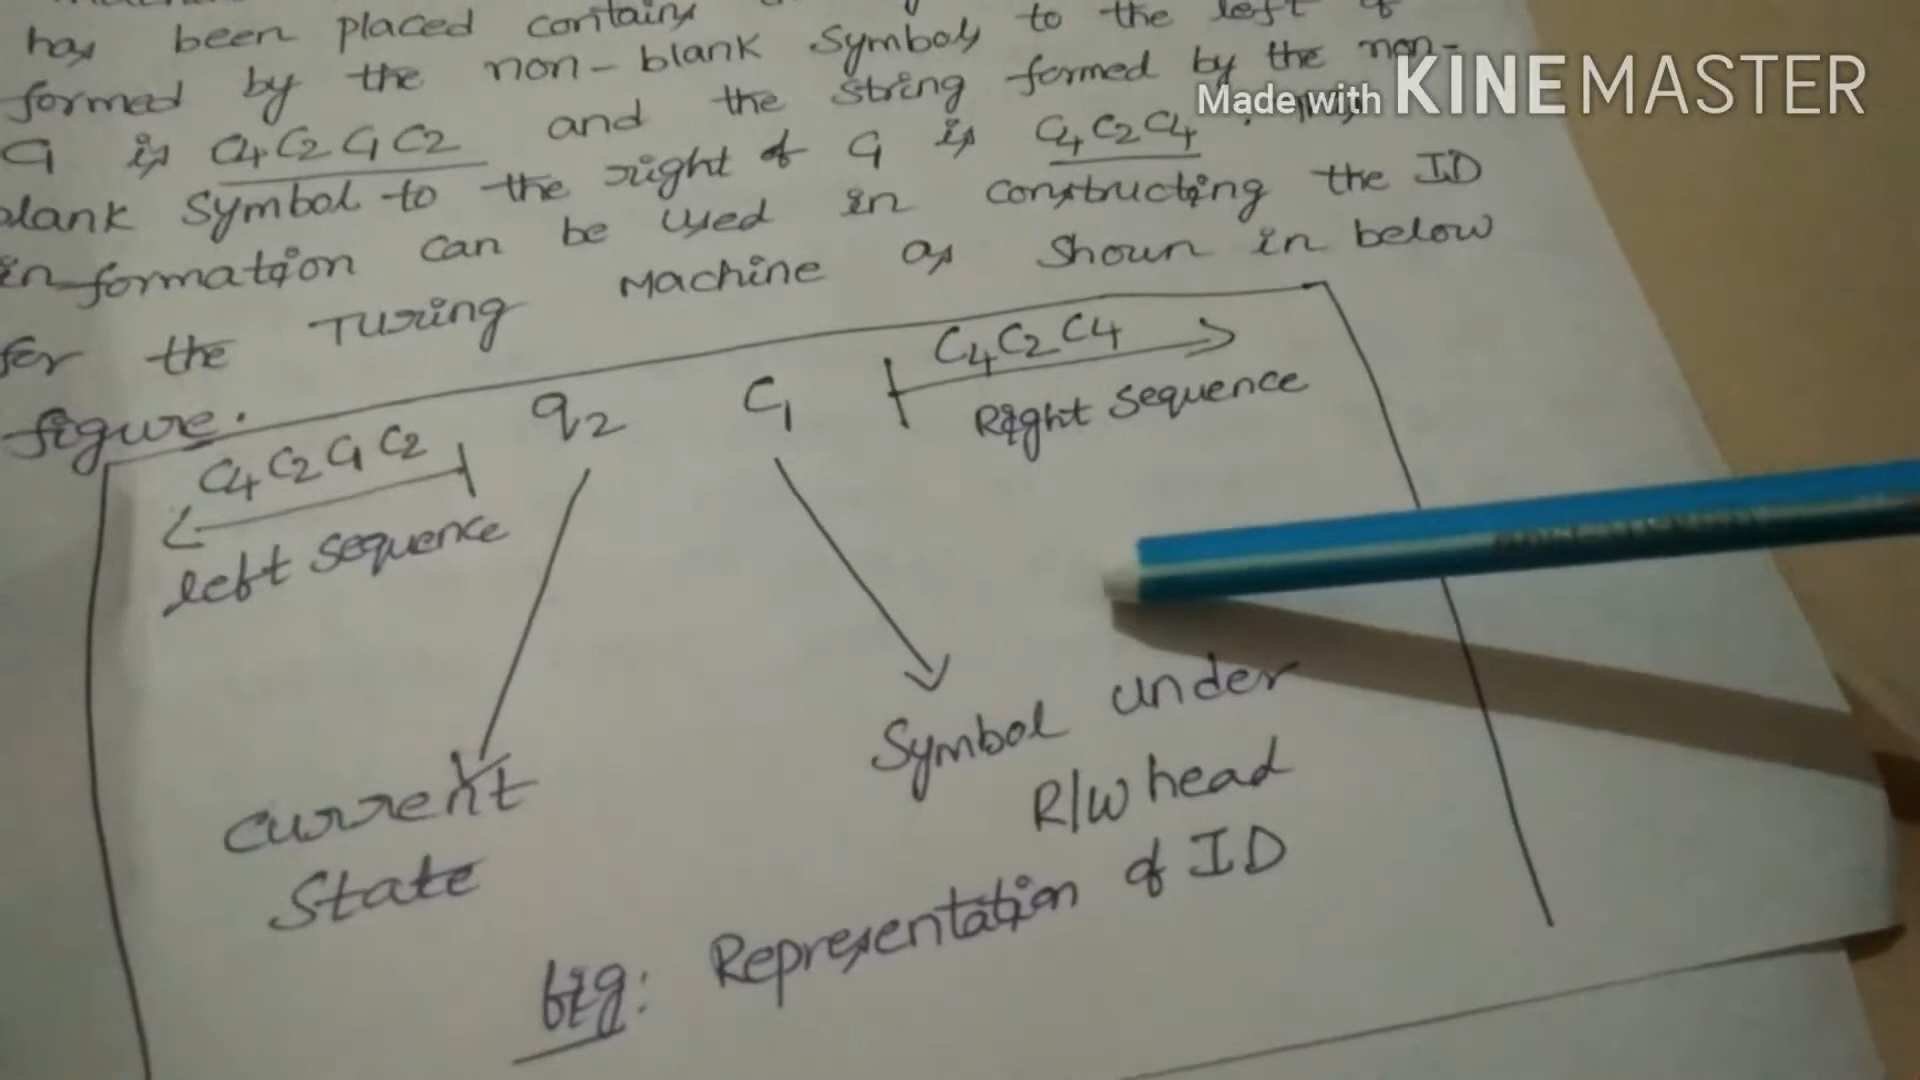 has been placed contains
formed by the non-blank symbols to the left of
C1 is C4C2C1C2 and the string formed by the non-
blank symbol to the right of C1 is C4C2C4.
information can be used in constructing the ID
for the Turing Machine as shown in below
figure.
C4C2C1C2 q2 C1 C4C2C4
left sequence Right sequence
current
state
Symbol under
R/W head
fig: Representation of ID
Made with KINEMASTER